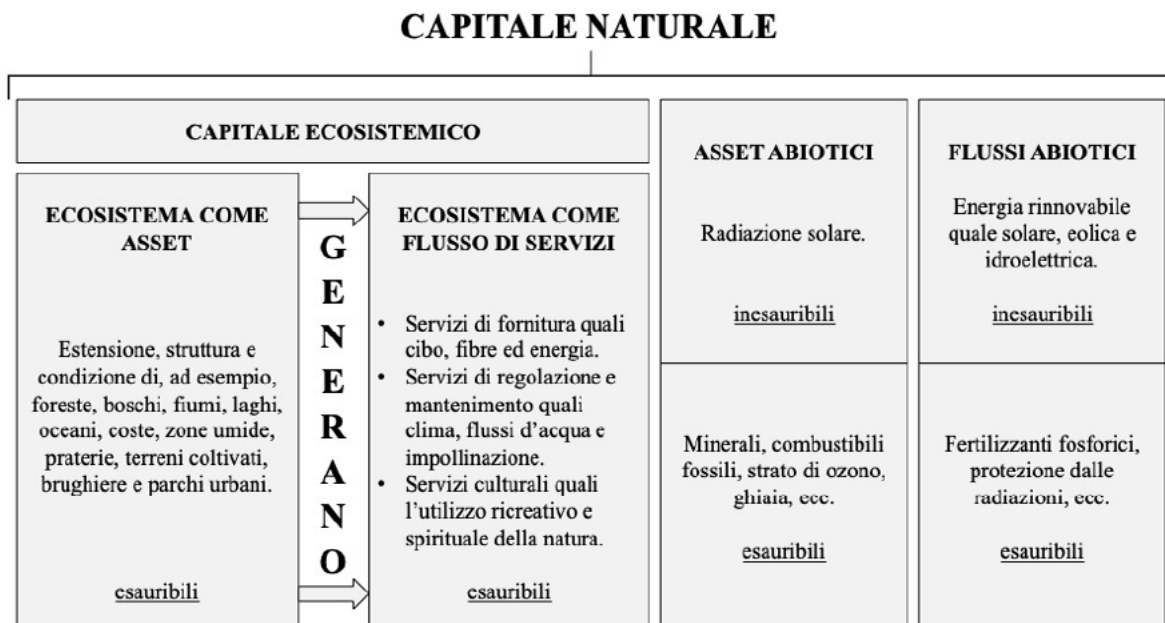 CAPITALE NATURALE
CAPITALE ECOSISTEMICO
ECOSISTEMA COME
ASSET
Estensione, struttura e
condizione di, ad esempio,
foreste, boschi, fiumi, laghi,
oceani, coste, zone umide,
praterie, terreni coltivati,
brughiere e parchi urbani.
esauribili
G
E
N
E
R
A
N
O
ECOSISTEMA COME
FLUSSO DI SERVIZI
• Servizi di fornitura quali
cibo, fibre ed energia.
• Servizi di regolazione e
mantenimento quali
clima, flussi d'acqua e
impollinazione.
• Servizi culturali quali
l'utilizzo ricreativo e
spirituale della natura.
esauribili
ASSET ABIOTICI
Radiazione solare.
inesauribili
Minerali, combustibili
fossili, strato di ozono,
ghiaia, ecc.
esauribili
FLUSSI ABIOTICI
Energia rinnovabile
quale solare, eolica e
idroelettrica.
inesauribili
Fertilizzanti fosforici,
protezione dalle
radiazioni, ecc.
esauribili